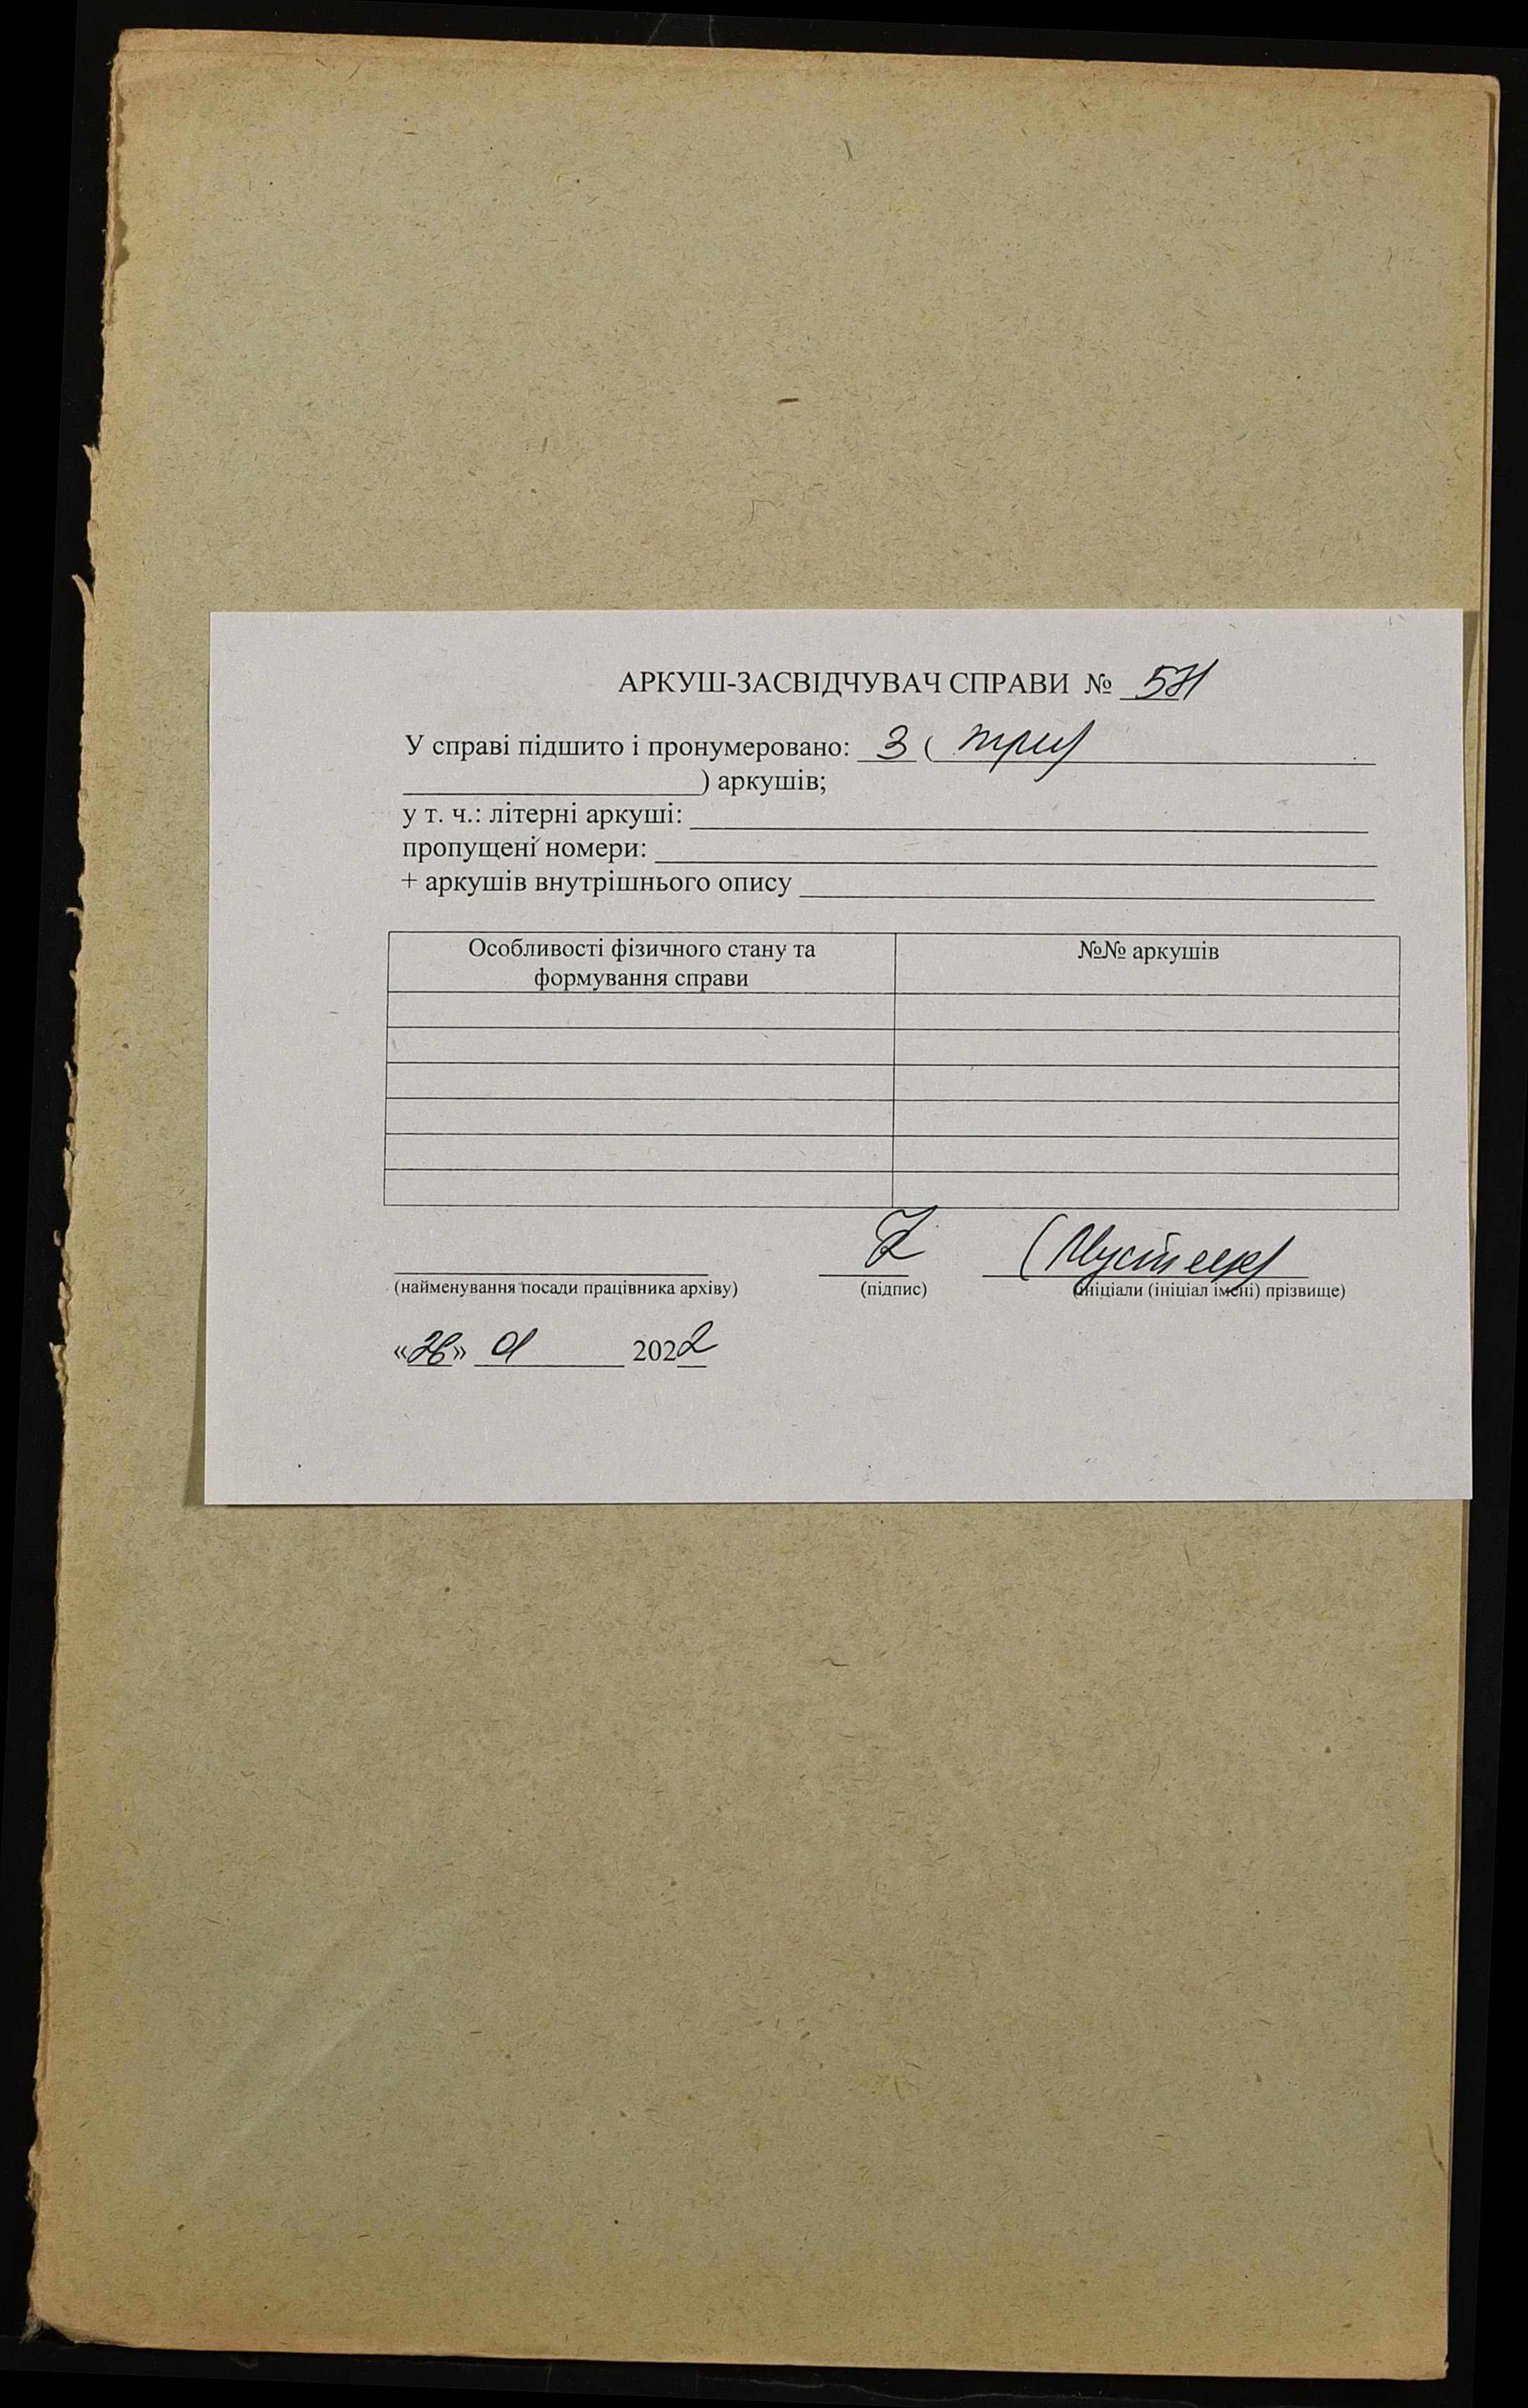 АРКУШ-ЗАСВІДЧУВАЧ СПРАВИ № 571
У справі підшито і пронумеровано: 3 ( три)
) аркушів;
у т. ч.: літерні аркуші:
пропущені номери:
+ аркушів внутрішнього опису
Особливості фізичного стану та
формування справи
№№ аркушів
(найменування посади працівника архіву)
(підпис)
(ініціали (ініціал імені) прізвище)
«26» 01 2022